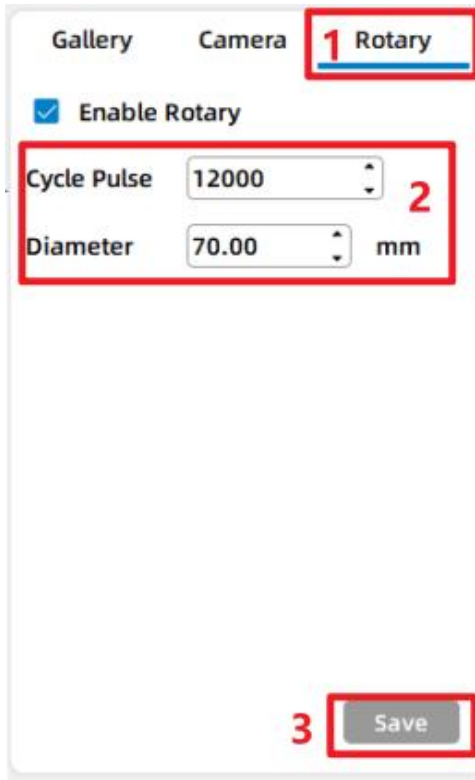 Gallery Camera 1 Rotary
Enable Rotary
Cycle Pulse 12000 2
Diameter 70.00 mm
3 Save